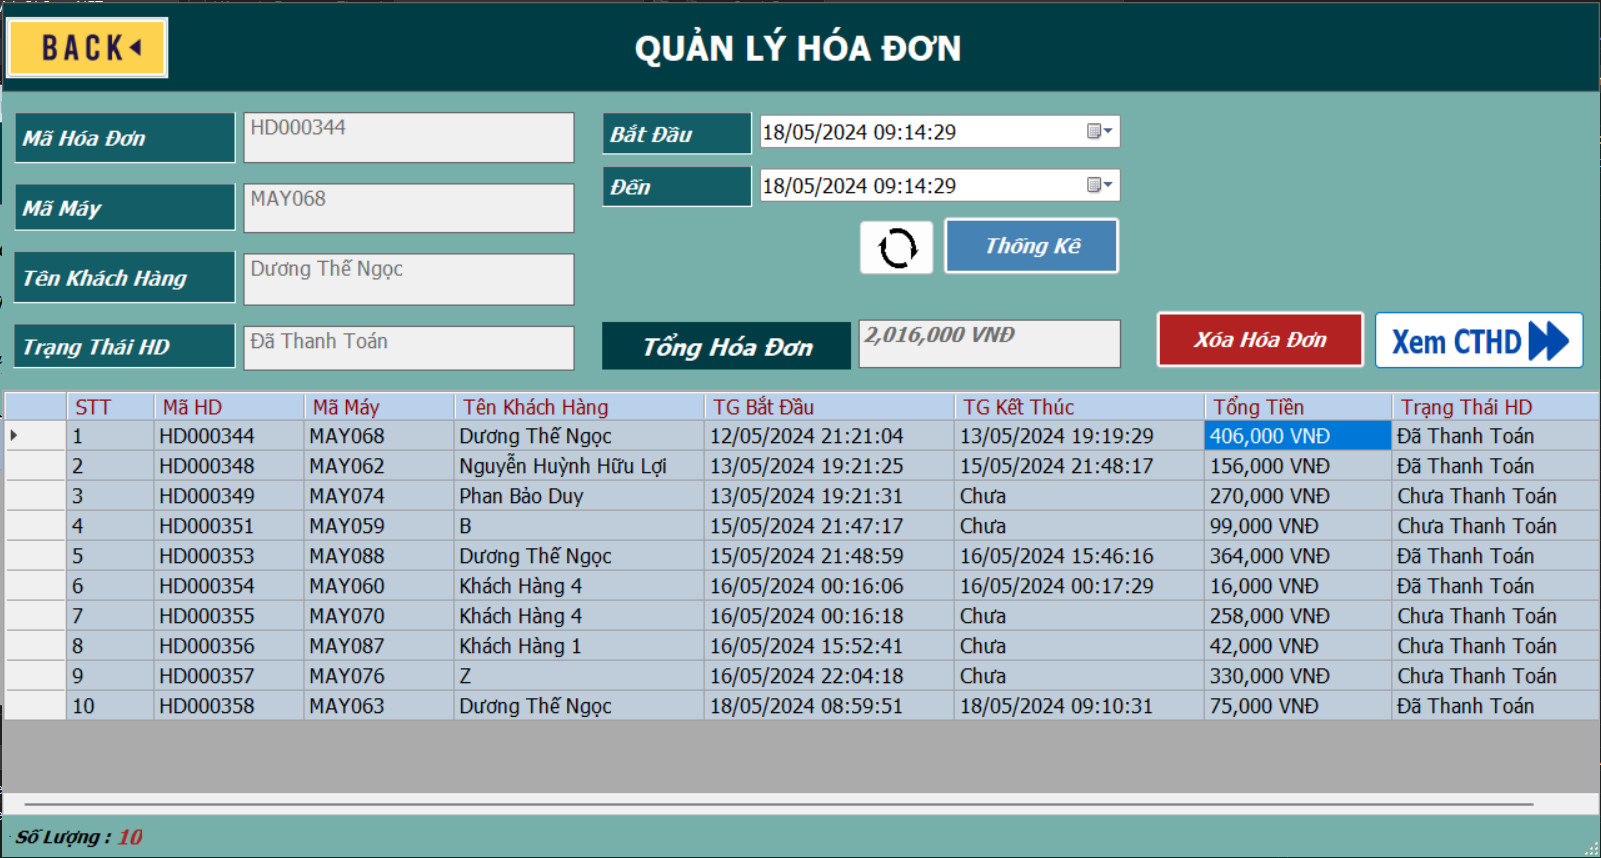 BACK
QUẢN LÝ HÓA ĐƠN
Mã Hóa Đơn HD000344 Bắt Đầu 18/05/2024 09:14:29
Mã Máy MAY068 Đến 18/05/2024 09:14:29
Thống Kê
Tên Khách Hàng Dương Thế Ngọc
Trạng Thái HD Đã Thanh Toán Tổng Hóa Đơn 2,016,000 VNĐ Xóa Hóa Đơn Xem CTHD
STT Mã HD Mã Máy Tên Khách Hàng TG Bắt Đầu TG Kết Thúc Tổng Tiền Trạng Thái HD
1 HD000344 MAY068 Dương Thế Ngọc 12/05/2024 21:21:04 13/05/2024 19:19:29 406,000 VNĐ Đã Thanh Toán
2 HD000348 MAY062 Nguyễn Huỳnh Hữu Lợi 13/05/2024 19:21:25 15/05/2024 21:48:17 156,000 VNĐ Đã Thanh Toán
3 HD000349 MAY074 Phan Bảo Duy 13/05/2024 19:21:31 Chưa 270,000 VNĐ Chưa Thanh Toán
4 HD000351 MAY059 B 15/05/2024 21:47:17 Chưa 99,000 VNĐ Chưa Thanh Toán
5 HD000353 MAY088 Dương Thế Ngọc 15/05/2024 21:48:59 16/05/2024 15:46:16 364,000 VNĐ Đã Thanh Toán
6 HD000354 MAY060 Khách Hàng 4 16/05/2024 00:16:06 16/05/2024 00:17:29 16,000 VNĐ Đã Thanh Toán
7 HD000355 MAY070 Khách Hàng 4 16/05/2024 00:16:18 Chưa 258,000 VNĐ Chưa Thanh Toán
8 HD000356 MAY087 Khách Hàng 1 16/05/2024 15:52:41 Chưa 42,000 VNĐ Chưa Thanh Toán
9 HD000357 MAY076 Z 16/05/2024 22:04:18 Chưa 330,000 VNĐ Chưa Thanh Toán
10 HD000358 MAY063 Dương Thế Ngọc 18/05/2024 08:59:51 18/05/2024 09:10:31 75,000 VNĐ Đã Thanh Toán
Số Lượng : 10